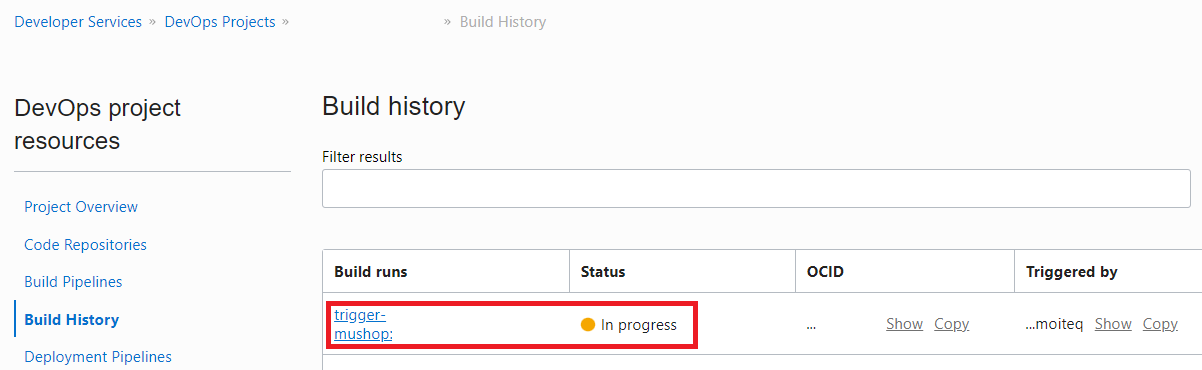 Developer Services » DevOps Projects » » Build History
DevOps project
resources
Project Overview
Code Repositories
Build Pipelines
Build History
Deployment Pipelines
Build history
Filter results
Build runs Status OCID Triggered by
trigger-
mushop: In progress ... Show Copy ...moiteq Show Copy